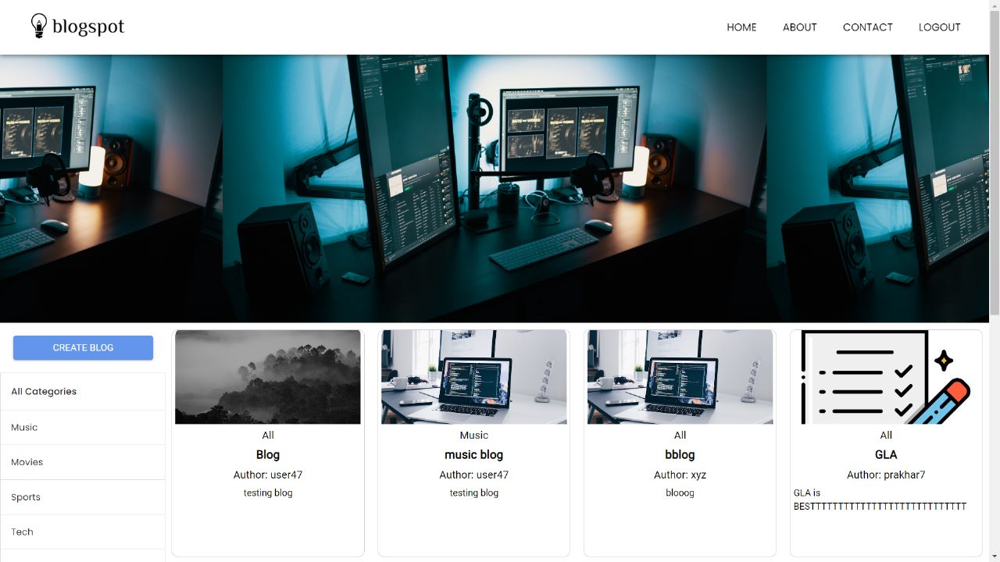 blogspot
HOME
ABOUT
CONTACT
LOGOUT
CREATE BLOG
All Categories
Music
Movies
Sports
Tech
All
Blog
Author: user47
testing blog
Music
music blog
Author: user47
testing blog
All
bblog
Author: xyz
blooog
All
GLA
Author: prakhar7
GLA is
BESTTTTTTTTTTTTTTTTTTTTTTTTTTTT